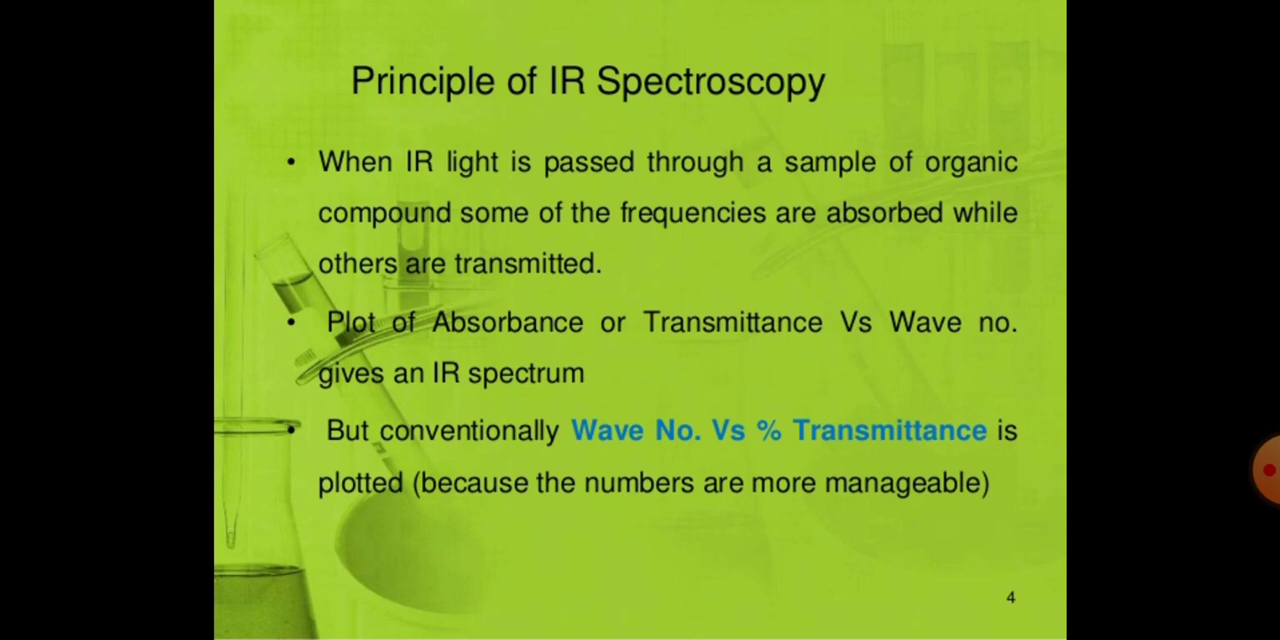 Principle of IR Spectroscopy
• When IR light is passed through a sample of organic
compound some of the frequencies are absorbed while
others are transmitted.
• Plot of Absorbance or Transmittance Vs Wave no.
gives an IR spectrum
• But conventionally Wave No. Vs % Transmittance is
plotted (because the numbers are more manageable)
4